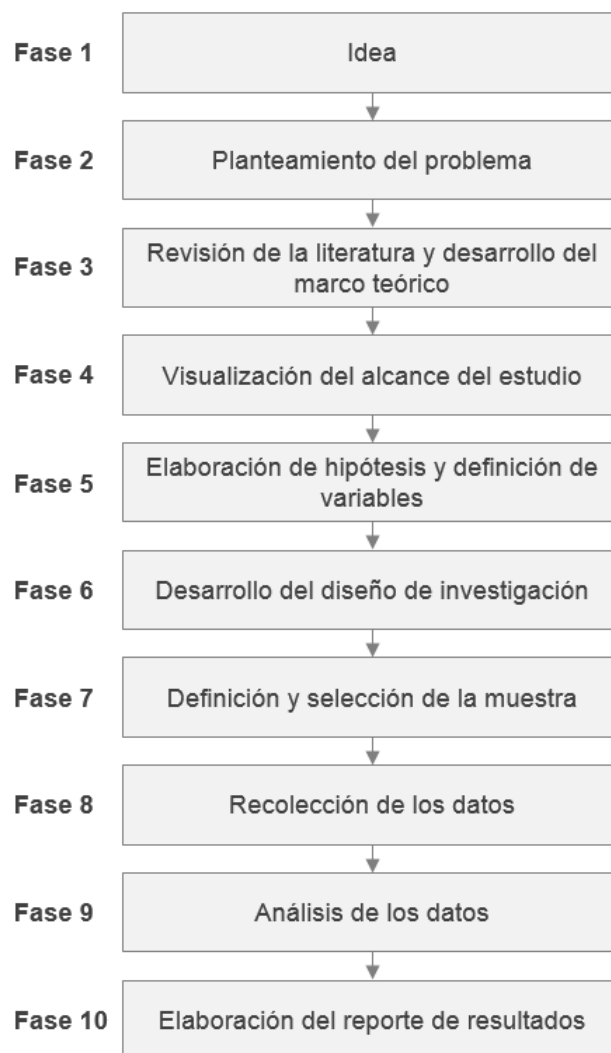 Fase 1
Idea
Fase 2
Planteamiento del problema
Fase 3
Revisión de la literatura y desarrollo del
marco teórico
Fase 4
Visualización del alcance del estudio
Fase 5
Elaboración de hipótesis y definición de
variables
Fase 6
Desarrollo del diseño de investigación
Fase 7
Definición y selección de la muestra
Fase 8
Recolección de los datos
Fase 9
Análisis de los datos
Fase 10
Elaboración del reporte de resultados